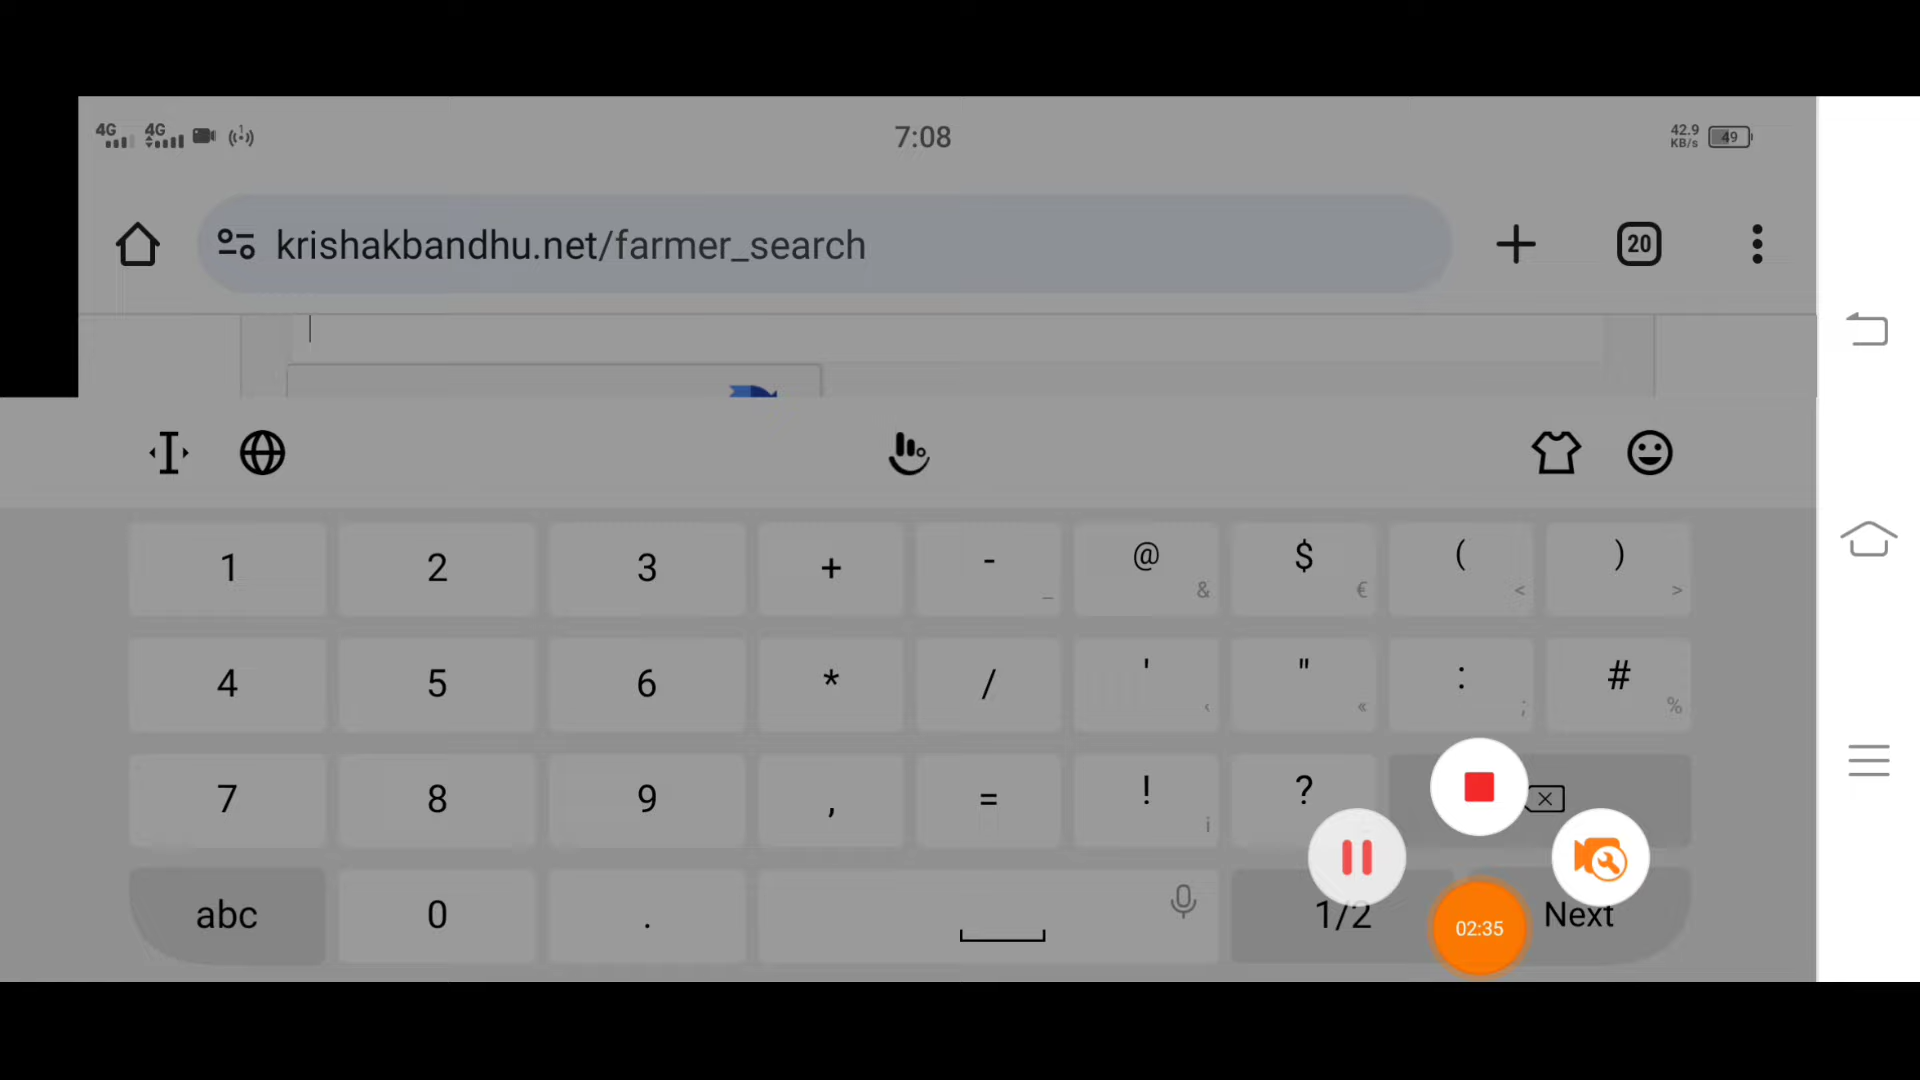 4G 4G 7:08 42.9 KB/s 49
krishakbandhu.net/farmer_search 20
1 2 3 + - _ @ & $ € ( < ) >
4 5 6 * / ' ‹ " « : ; # %
7 8 9 , = ! ¡ ?
abc 0 . 1/2 Next
02:35